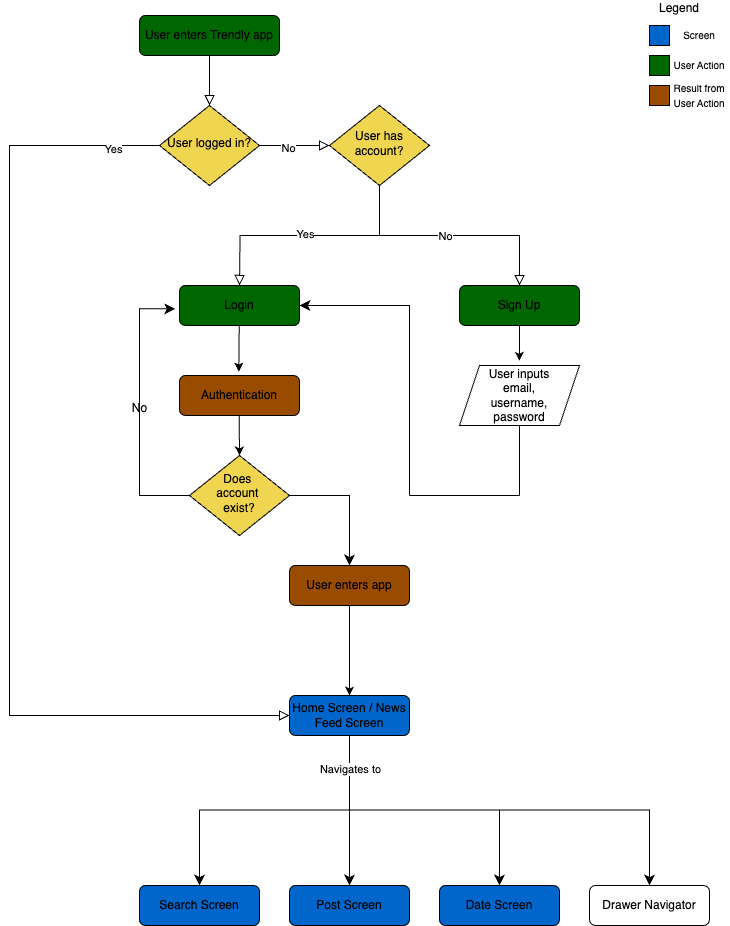 Legend
Screen
User Action
Result from
User Action
User enters Trendly app
User logged in?
User has
account?
Yes
No
Yes
No
Login
Sign Up
Authentication
User inputs
email,
username,
password
No
Does
account
exist?
User enters app
Home Screen / News
Feed Screen
Navigates to
Search Screen
Post Screen
Date Screen
Drawer Navigator